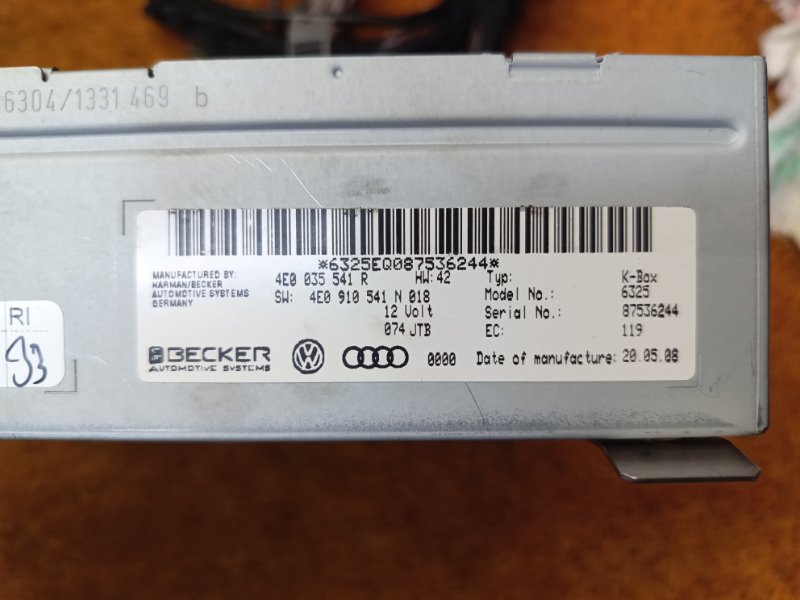 6304/1331 469 b
*6325EQ087536244*
MANUFACTURED BY:
HARMAN/BECKER
AUTOMOTIVE SYSTEMS
GERMANY
4E0 035 541 R HW:42
SW: 4E0 910 541 N 018
12 Volt
074 JTB
Typ: K-Box
Model No.: 6325
Serial No.: 87536244
EC: 119
BECKER
AUTOMOTIVE SYSTEMS
0000 Date of manufacture: 20.05.08
RI